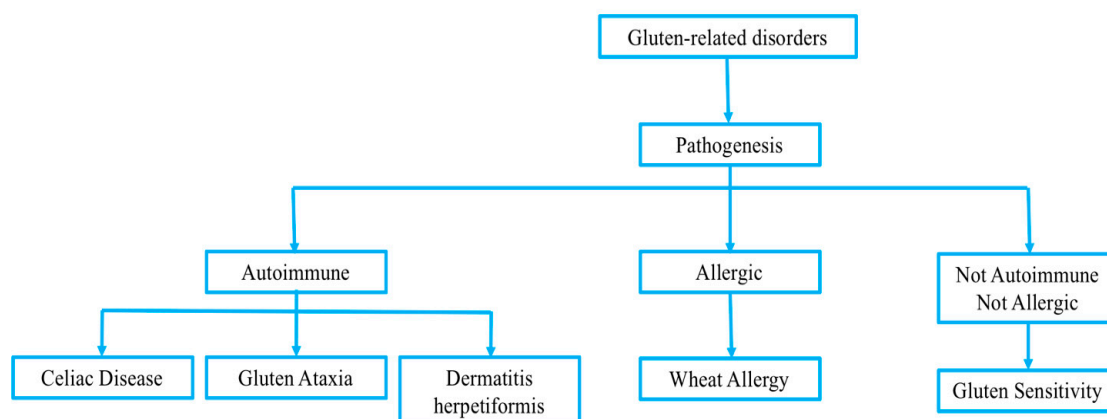 Gluten-related disorders
Pathogenesis
Autoimmune
Allergic
Not Autoimmune
Not Allergic
Celiac Disease
Gluten Ataxia
Dermatitis
herpetiformis
Wheat Allergy
Gluten Sensitivity